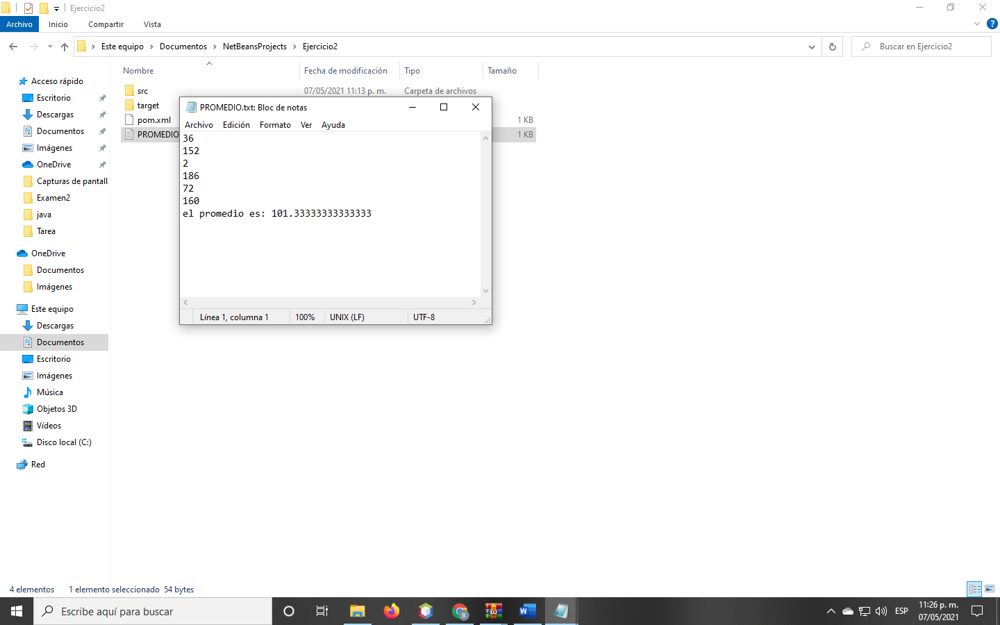 Ejercicio2
Archivo Inicio Compartir Vista
Este equipo Documentos NetBeansProjects Ejercicio2
Buscar en Ejercicio2
Nombre Fecha de modificación Tipo Tamaño
src 07/05/2021 11:13 p. m. Carpeta de archivos
target
pom.xml 1 KB
PROMEDIO 1 KB
Acceso rápido
Escritorio
Descargas
Documentos
Imágenes
OneDrive
Capturas de pantall
Examen2
java
Tarea
OneDrive
Documentos
Imágenes
Este equipo
Descargas
Documentos
Escritorio
Imágenes
Música
Objetos 3D
Vídeos
Disco local (C:)
Red
PROMEDIO.txt: Bloc de notas
Archivo Edición Formato Ver Ayuda
36
152
2
186
72
160
el promedio es: 101.33333333333333
Línea 1, columna 1 100% UNIX (LF) UTF-8
4 elementos 1 elemento seleccionado 54 bytes
Escribe aquí para buscar
ESP
11:26 p. m.
07/05/2021